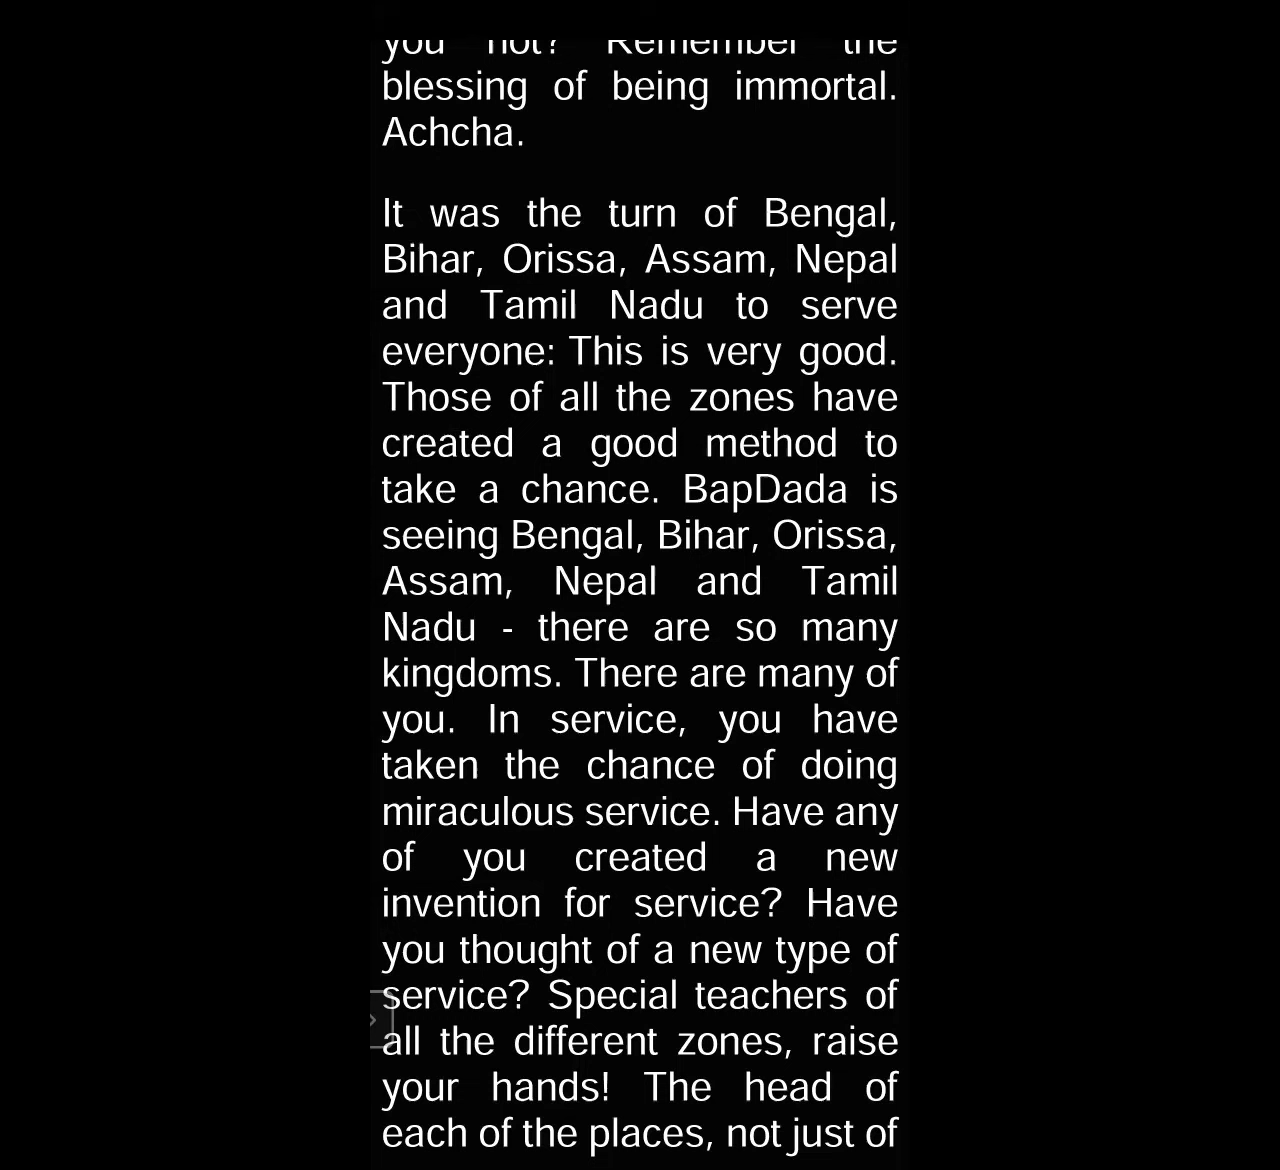 you not? Remember the
blessing of being immortal.
Achcha.
It was the turn of Bengal,
Bihar, Orissa, Assam, Nepal
and Tamil Nadu to serve
everyone: This is very good.
Those of all the zones have
created a good method to
take a chance. BapDada is
seeing Bengal, Bihar, Orissa,
Assam, Nepal and Tamil
Nadu - there are so many
kingdoms. There are many of
you. In service, you have
taken the chance of doing
miraculous service. Have any
of you created a new
invention for service? Have
you thought of a new type of
service? Special teachers of
all the different zones, raise
your hands! The head of
each of the places, not just of